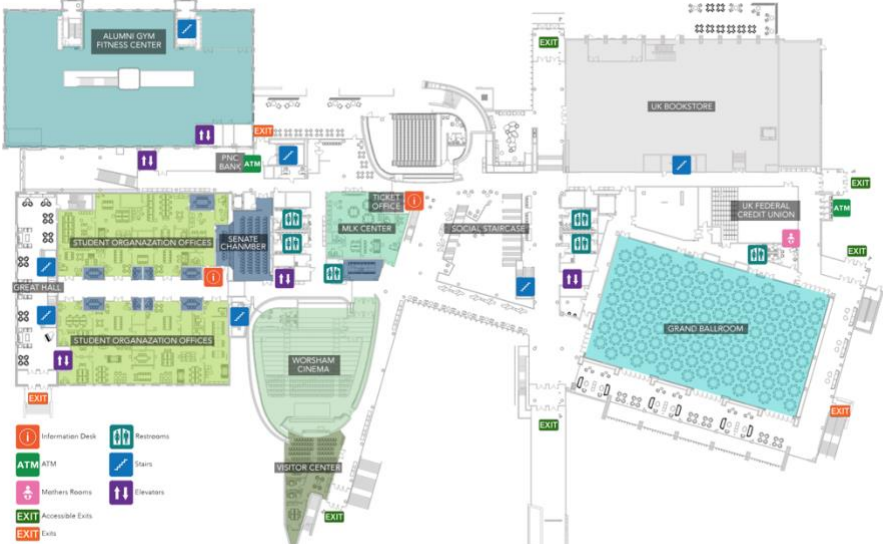 ALUMNI GYM
FITNESS CENTER
EXIT
UK BOOKSTORE
EXIT
PNC
BANK
ATM
EXIT
TICKET
OFFICE
UK FEDERAL
CREDIT UNION
ATM
STUDENT ORGANAZATION OFFICES
SENATE
CHANMBER
MLK CENTER
SOCIAL STAIRCASE
EXIT
GREAT HALL
GRAND BALLROOM
STUDENT ORGANAZATION OFFICES
WORSHAM
CINEMA
EXIT
EXIT
EXIT
VISITOR CENTER
EXIT
Information Desk
Restrooms
ATM ATM
Stairs
Mothers Rooms
Elevators
EXIT Accessible Exits
EXIT Exits